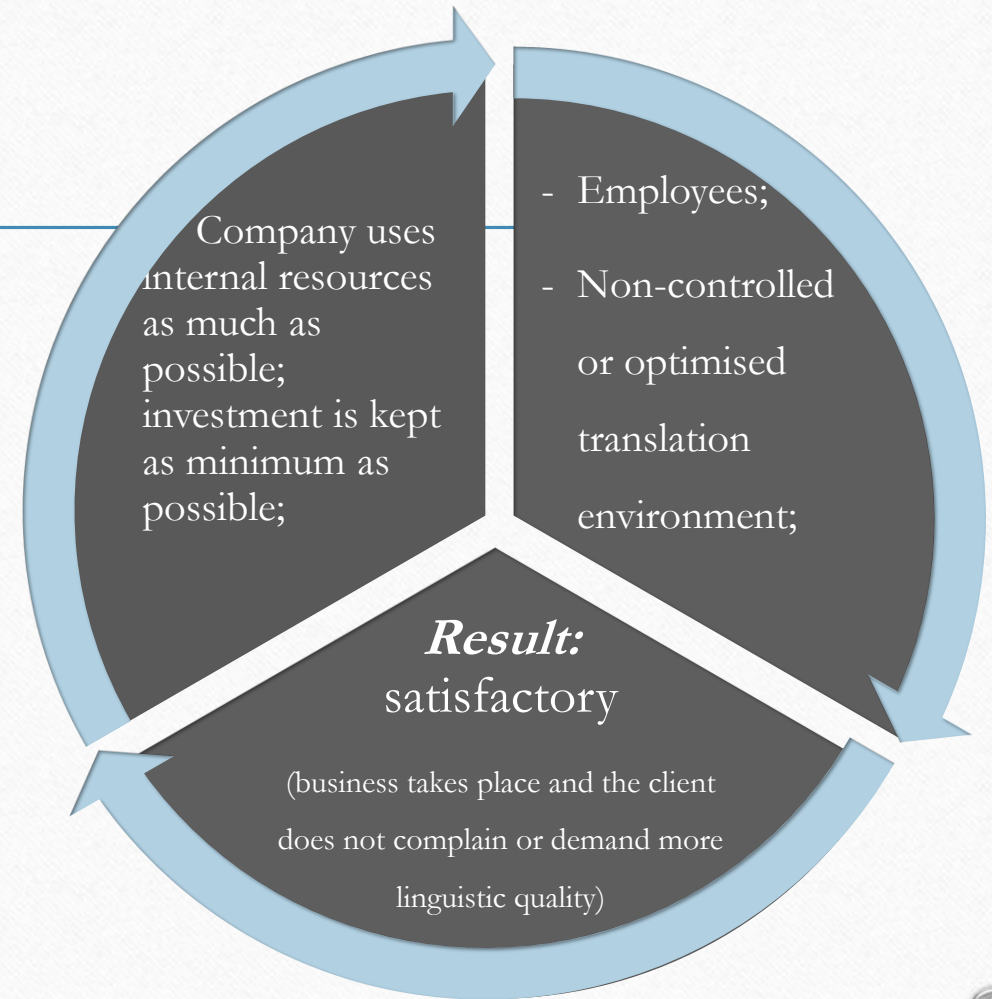 Company uses
internal resources
as much as
possible;
investment is kept
as minimum as
possible;
- Employees;
- Non-controlled
or optimised
translation
environment;
Result:
satisfactory
(business takes place and the client
does not complain or demand more
linguistic quality)